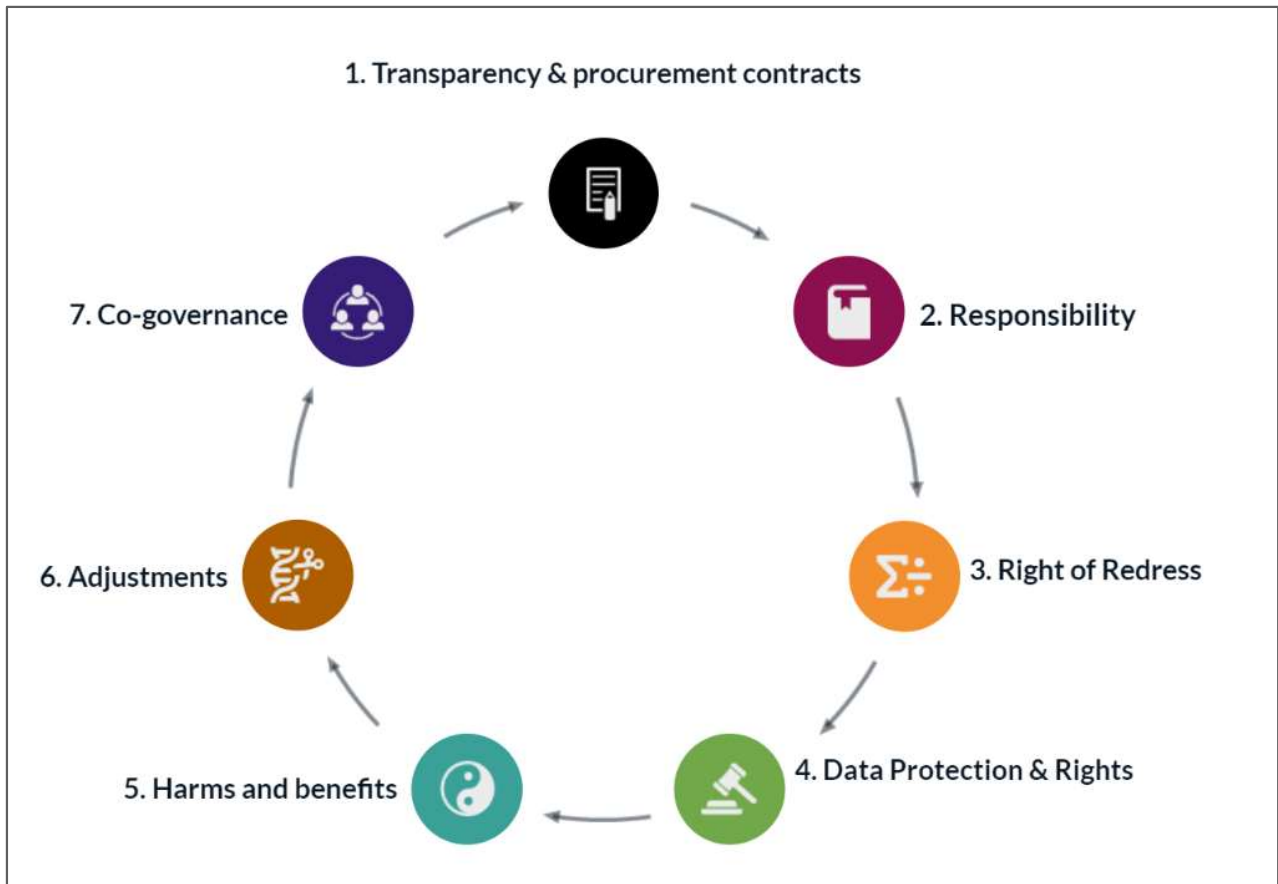 1. Transparency & procurement contracts
2. Responsibility
3. Right of Redress
4. Data Protection & Rights
5. Harms and benefits
6. Adjustments
7. Co-governance